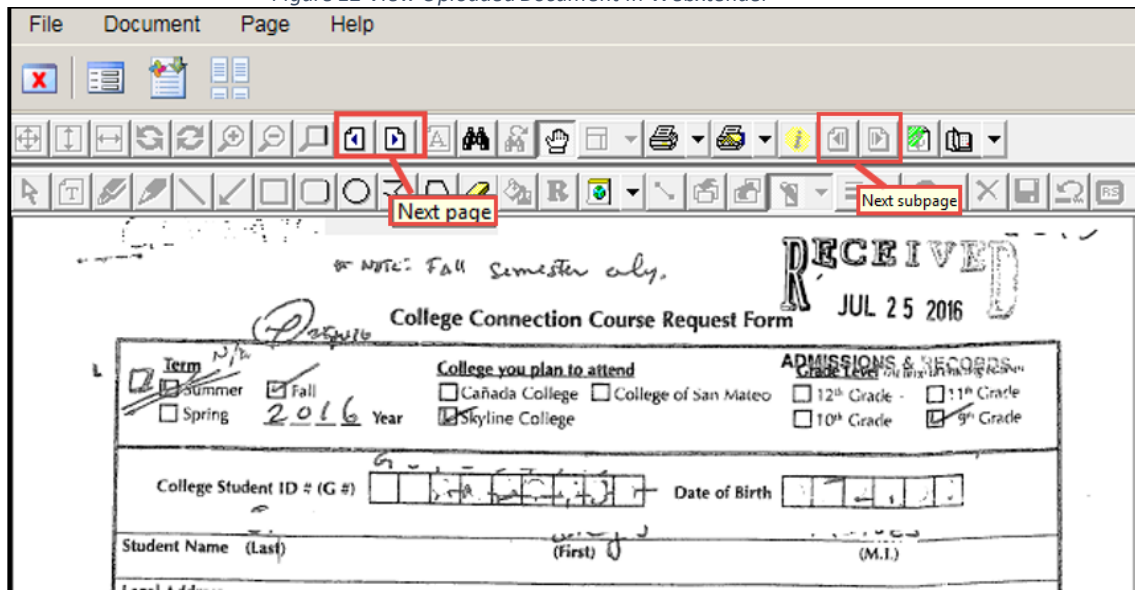 Figure 22 View Uploaded Document in WebXtender
File Document Page Help
Next page
Next subpage
NOTE: Fall Semester only.
RECEIVED
JUL 25 2016
College Connection Course Request Form
ADMISSIONS & RECORDS
N/A
Term College you plan to attend Grade Level
Summer Fall Cañada College College of San Mateo 12th Grade 11th Grade
Spring 2016 Year Skyline College 10th Grade 9th Grade
College Student ID # (G #) Date of Birth
Student Name (Last) (First) (M.I.)